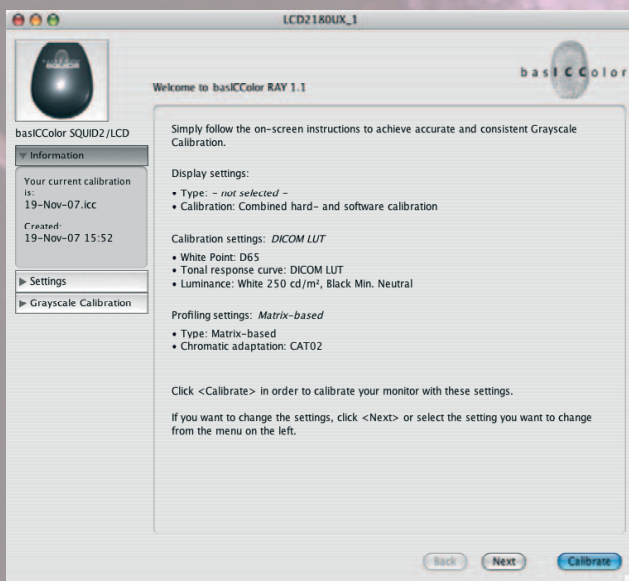 LCD2180UX_1
basICColor
Welcome to basICColor RAY 1.1
basICColor SQUID2/LCD
Information
Your current calibration
is:
19-Nov-07.icc
Created:
19-Nov-07 15:52
Settings
Grayscale Calibration
Simply follow the on-screen instructions to achieve accurate and consistent Grayscale
Calibration.
Display settings:
• Type: - not selected -
• Calibration: Combined hard- and software calibration
Calibration settings: DICOM LUT
• White Point: D65
• Tonal response curve: DICOM LUT
• Luminance: White 250 cd/m², Black Min. Neutral
Profiling settings: Matrix-based
• Type: Matrix-based
• Chromatic adaptation: CAT02
Click <Calibrate> in order to calibrate your monitor with these settings.
If you want to change the settings, click <Next> or select the setting you want to change
from the menu on the left.
Back
Next
Calibrate